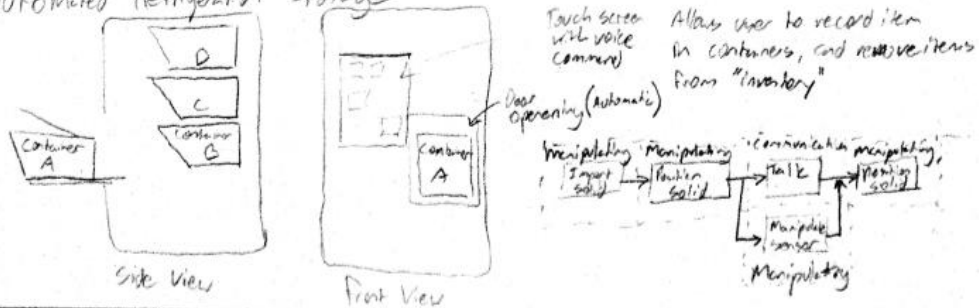 Automated Refrigerator Storage
D
C
Container
B
Container
A
Side View
Door
openening (Automatic)
Container
A
Front View
Touch screen
with voice
command
Allows user to record item
in containers, and remove items
from "inventory"
Manipulating
Manipulating
Communication
Manipulating
Import
solid
Position
solid
Talk
Position
solid
Manipulate
sensor
Manipulating